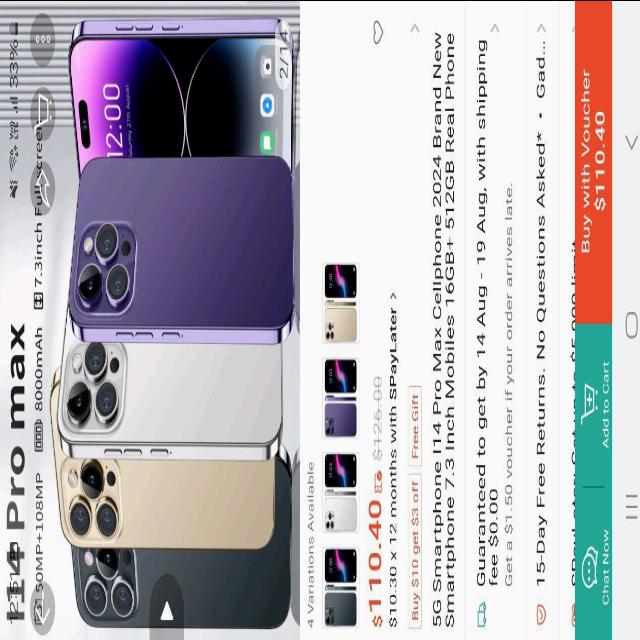 33%
I14 Pro max
50MP+108MP 8000mAh 7.3inch Fullscreen
12:00
Saturday 27th August
2/1
4 Variations Available
$110.40 $126.00
$10.30 x 12 months with SPayLater >
Buy $10 get $3 off Free Gift
5G Smartphone I14 Pro Max Cellphone 2024 Brand New
Smartphone 7.3 Inch Mobiles 16GB+ 512GB Real Phone
Guaranteed to get by 14 Aug - 19 Aug, with shipping
fee $0.00
Get a $1.50 voucher if your order arrives late.
15-Day Free Returns. No Questions Asked* • Gad...
Chat Now
Add to Cart
Buy with Voucher
$110.40